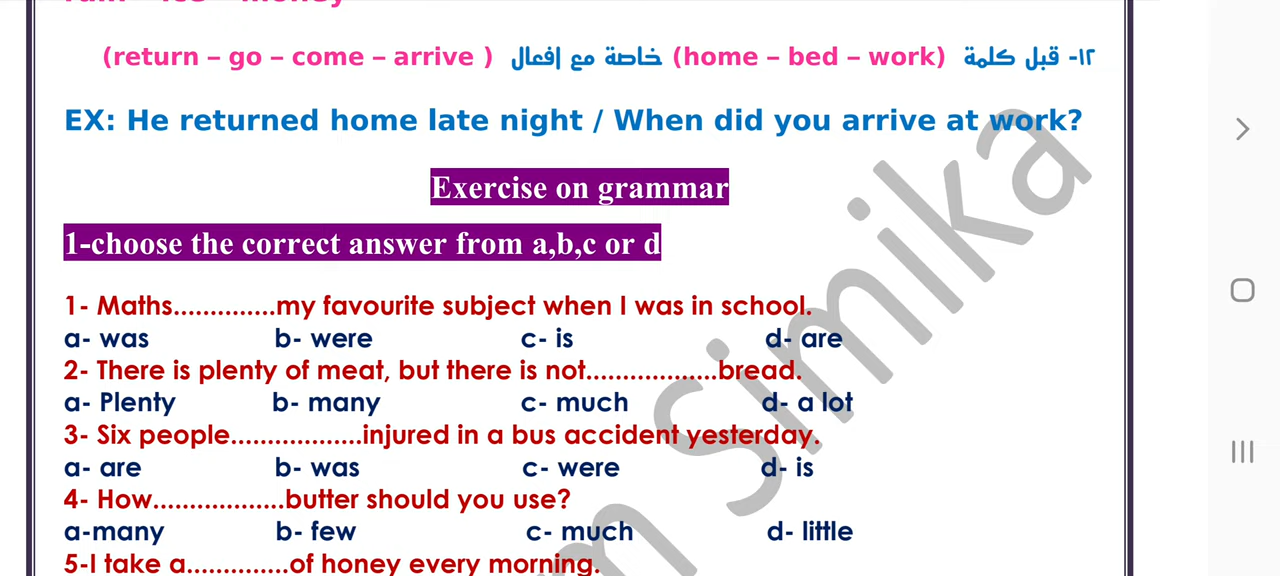 (return – go – come – arrive ) خاصة مع إفعال (home – bed – work) ١٢- قبل كلمة
EX: He returned home late night / When did you arrive at work?
Exercise on grammar
1-choose the correct answer from a,b,c or d
1- Maths..............my favourite subject when I was in school.
a- was b- were c- is d- are
2- There is plenty of meat, but there is not..................bread.
a- Plenty b- many c- much d- a lot
3- Six people..................injured in a bus accident yesterday.
a- are b- was c- were d- is
4- How..................butter should you use?
a-many b- few c- much d- little
5-I take a..............of honey every morning.